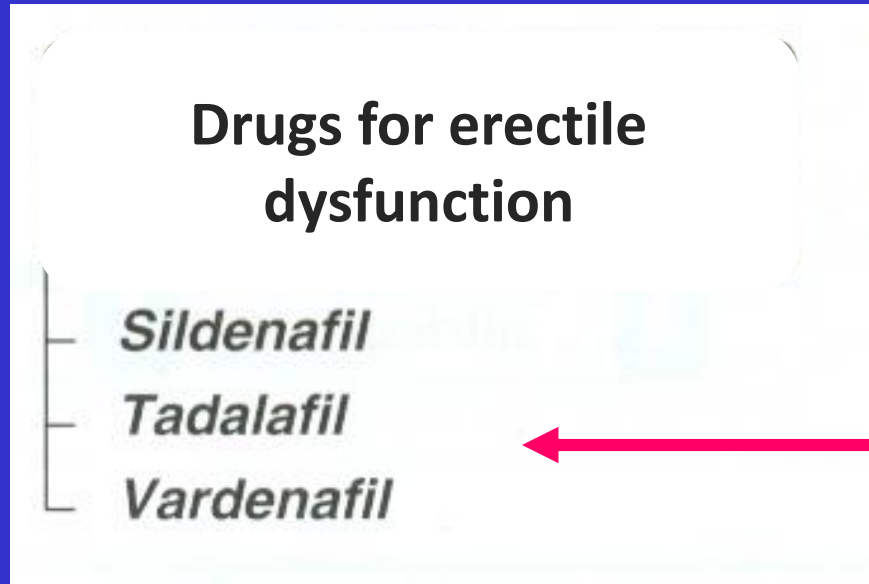 Drugs for erectile
dysfunction
Sildenafil
Tadalafil
Vardenafil